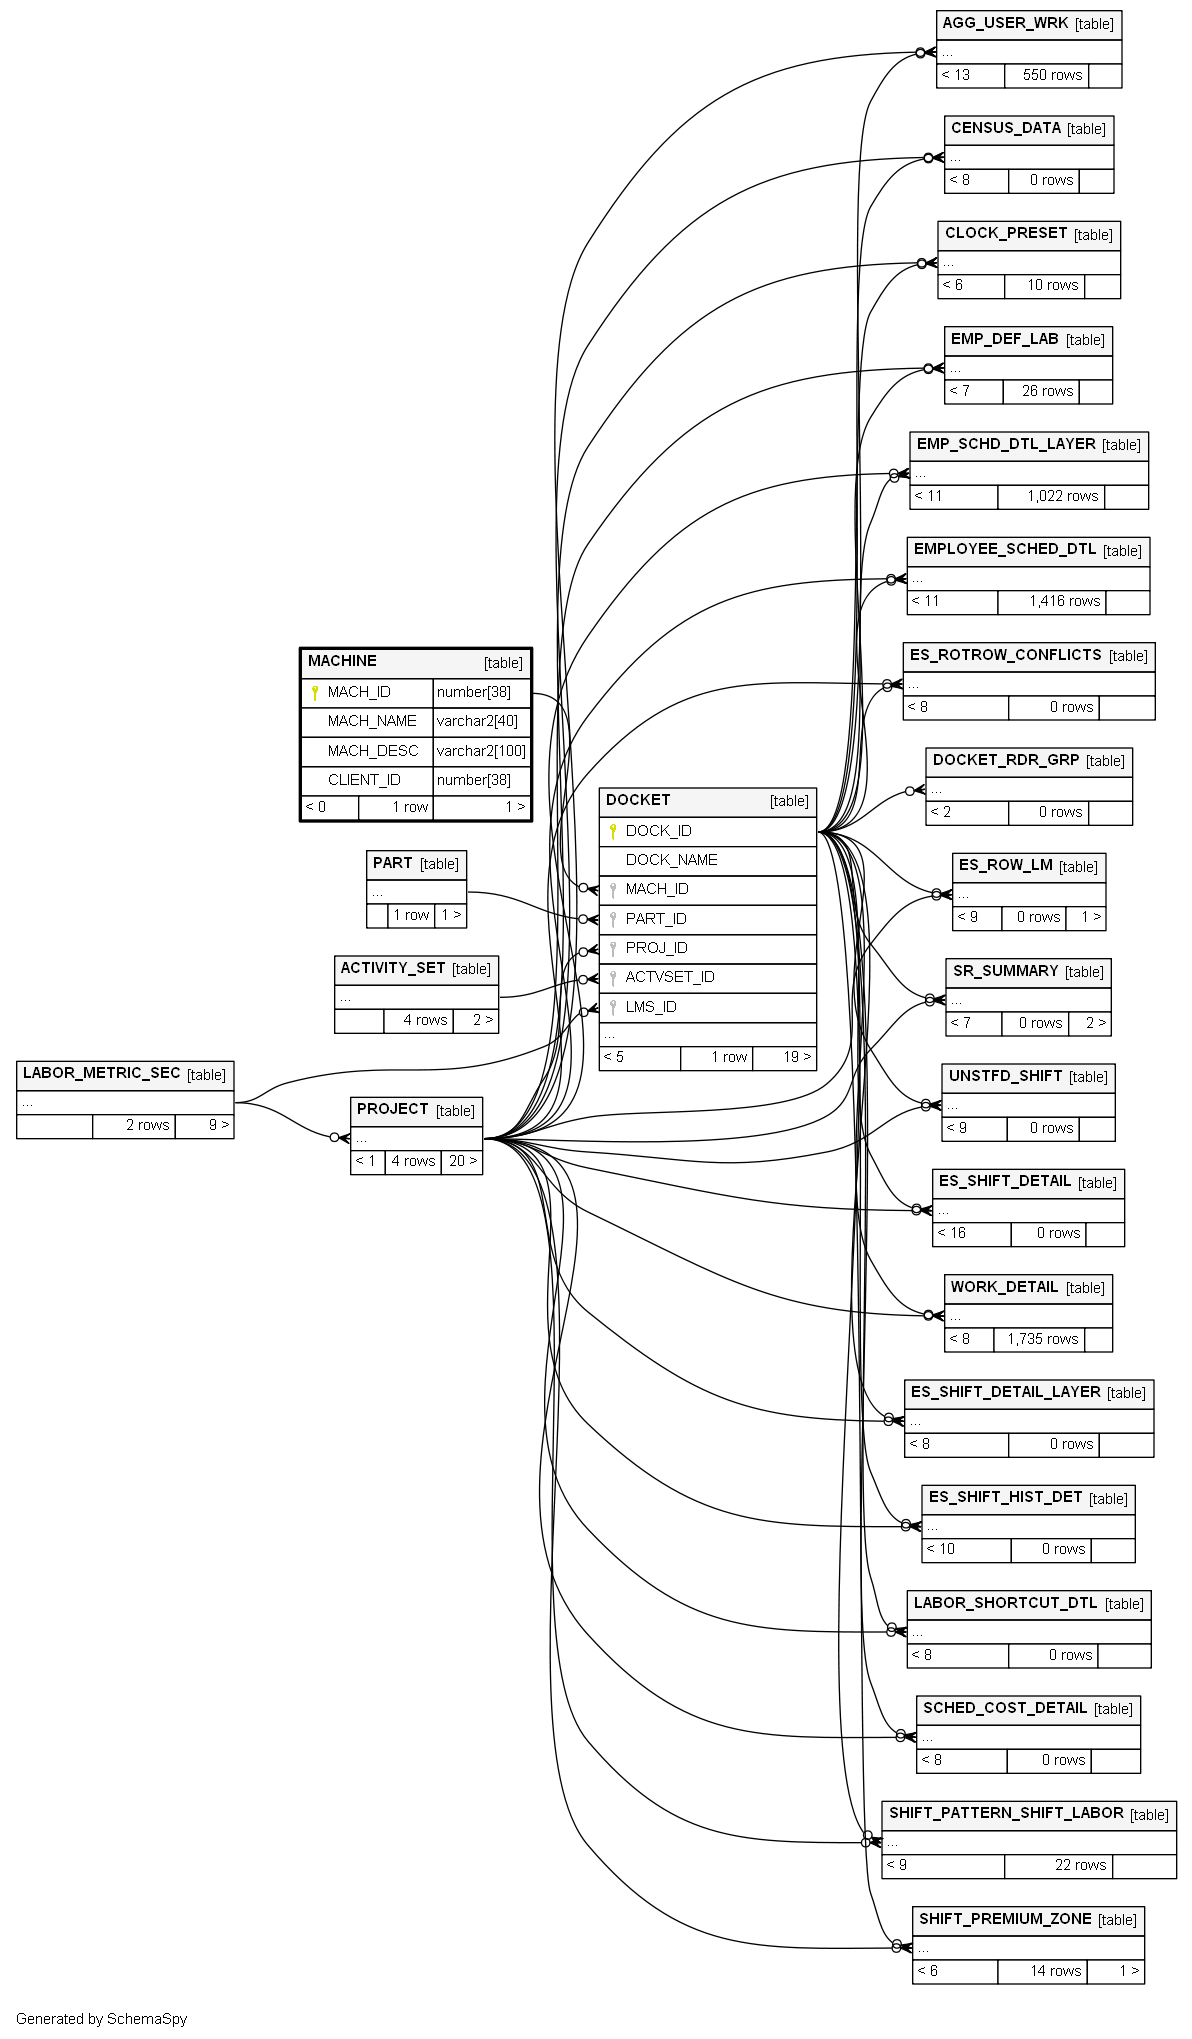 AGG_USER_WRK [table]
...
< 13 550 rows
CENSUS_DATA [table]
...
< 8 0 rows
CLOCK_PRESET [table]
...
< 6 10 rows
EMP_DEF_LAB [table]
...
< 7 26 rows
EMP_SCHD_DTL_LAYER [table]
...
< 11 1,022 rows
EMPLOYEE_SCHED_DTL [table]
...
< 11 1,416 rows
ES_ROTROW_CONFLICTS [table]
...
< 8 0 rows
MACHINE [table]
MACH_ID number[38]
MACH_NAME varchar2[40]
MACH_DESC varchar2[100]
CLIENT_ID number[38]
< 0 1 row 1 >
DOCKET_RDR_GRP [table]
...
< 2 0 rows
DOCKET [table]
DOCK_ID
DOCK_NAME
MACH_ID
PART_ID
PROJ_ID
ACTVSET_ID
LMS_ID
...
< 5 1 row 19 >
PART [table]
...
1 row 1 >
ES_ROW_LM [table]
...
< 9 0 rows 1 >
ACTIVITY_SET [table]
...
4 rows 2 >
SR_SUMMARY [table]
...
< 7 0 rows 2 >
LABOR_METRIC_SEC [table]
...
2 rows 9 >
PROJECT [table]
...
< 1 4 rows 20 >
UNSTFD_SHIFT [table]
...
< 9 0 rows
ES_SHIFT_DETAIL [table]
...
< 16 0 rows
WORK_DETAIL [table]
...
< 8 1,735 rows
ES_SHIFT_DETAIL_LAYER [table]
...
< 8 0 rows
ES_SHIFT_HIST_DET [table]
...
< 10 0 rows
LABOR_SHORTCUT_DTL [table]
...
< 8 0 rows
SCHED_COST_DETAIL [table]
...
< 8 0 rows
SHIFT_PATTERN_SHIFT_LABOR [table]
...
< 9 22 rows
SHIFT_PREMIUM_ZONE [table]
...
< 6 14 rows 1 >
Generated by SchemaSpy